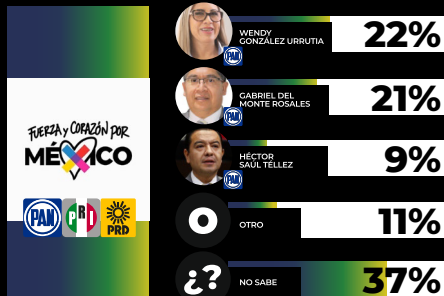 FUERZA y CORAZÓN POR
MÉXICO
PAN
PRI
PRD
WENDY
GONZÁLEZ URRUTIA
PAN
22%
GABRIEL DEL
MONTE ROSALES
PAN
21%
HÉCTOR
SAÚL TÉLLEZ
PAN
9%
O
OTRO
11%
¿?
NO SABE
37%